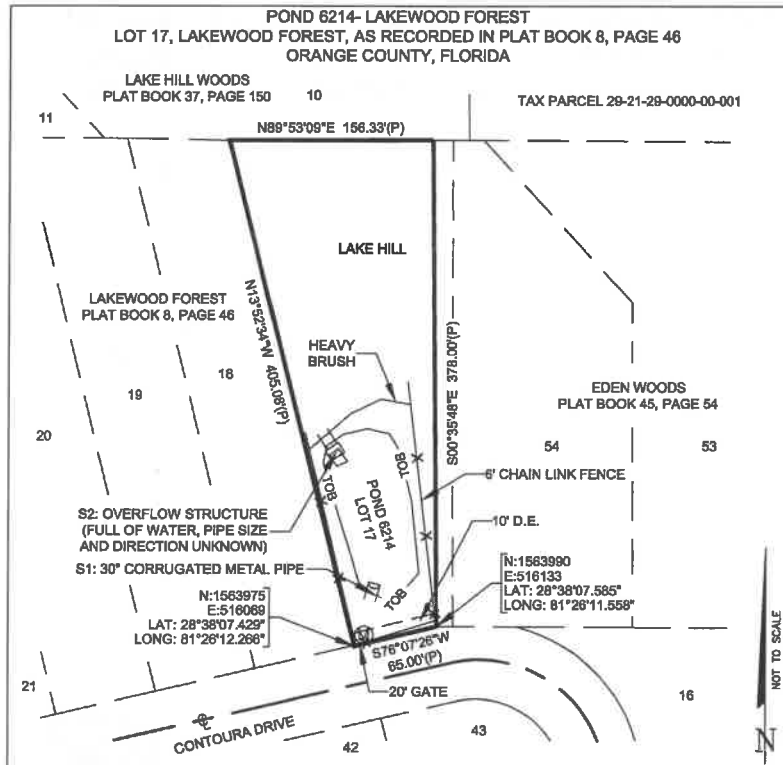 POND 6214- LAKEWOOD FOREST
LOT 17, LAKEWOOD FOREST, AS RECORDED IN PLAT BOOK 8, PAGE 46
ORANGE COUNTY, FLORIDA
LAKE HILL WOODS
PLAT BOOK 37, PAGE 150
10
TAX PARCEL 29-21-29-0000-00-001
11
N89°53'09"E 156.33'(P)
LAKE HILL
LAKEWOOD FOREST
PLAT BOOK 8, PAGE 46
N13°52'34"W 405.08'(P)
S00°35'48"E 378.00'(P)
HEAVY
BRUSH
18
19
20
EDEN WOODS
PLAT BOOK 45, PAGE 54
54
53
TOB
6' CHAIN LINK FENCE
TOB
POND 6214
LOT 17
S2: OVERFLOW STRUCTURE
(FULL OF WATER, PIPE SIZE
AND DIRECTION UNKNOWN)
10' D.E.
S1: 30" CORRUGATED METAL PIPE
TOB
N:1563990
E:516133
LAT: 28°38'07.585"
LONG: 81°26'11.558"
N:1563975
E:516069
LAT: 28°38'07.429"
LONG: 81°26'12.266"
S76°07'26"W
65.00'(P)
20' GATE
21
16
CONTOURA DRIVE
42
43
NOT TO SCALE
N